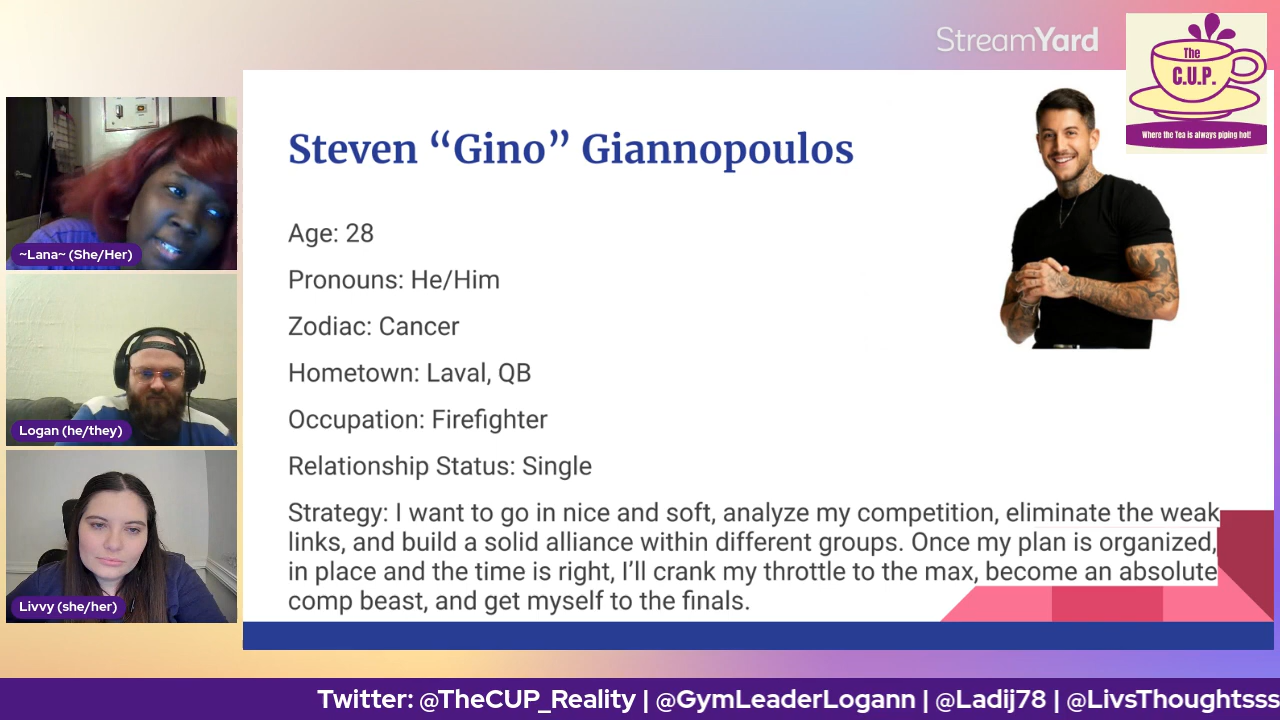 StreamYard
The
C.U.P.
Where the Tea is always piping hot!
~Lana~ (She/Her)
Logan (he/they)
Livvy (she/her)
Steven “Gino” Giannopoulos
Age: 28
Pronouns: He/Him
Zodiac: Cancer
Hometown: Laval, QB
Occupation: Firefighter
Relationship Status: Single
Strategy: I want to go in nice and soft, analyze my competition, eliminate the weak
links, and build a solid alliance within different groups. Once my plan is organized,
in place and the time is right, I’ll crank my throttle to the max, become an absolute
comp beast, and get myself to the finals.
Twitter: @TheCUP_Reality | @GymLeaderLogann | @Ladij78 | @LivsThoughtsss